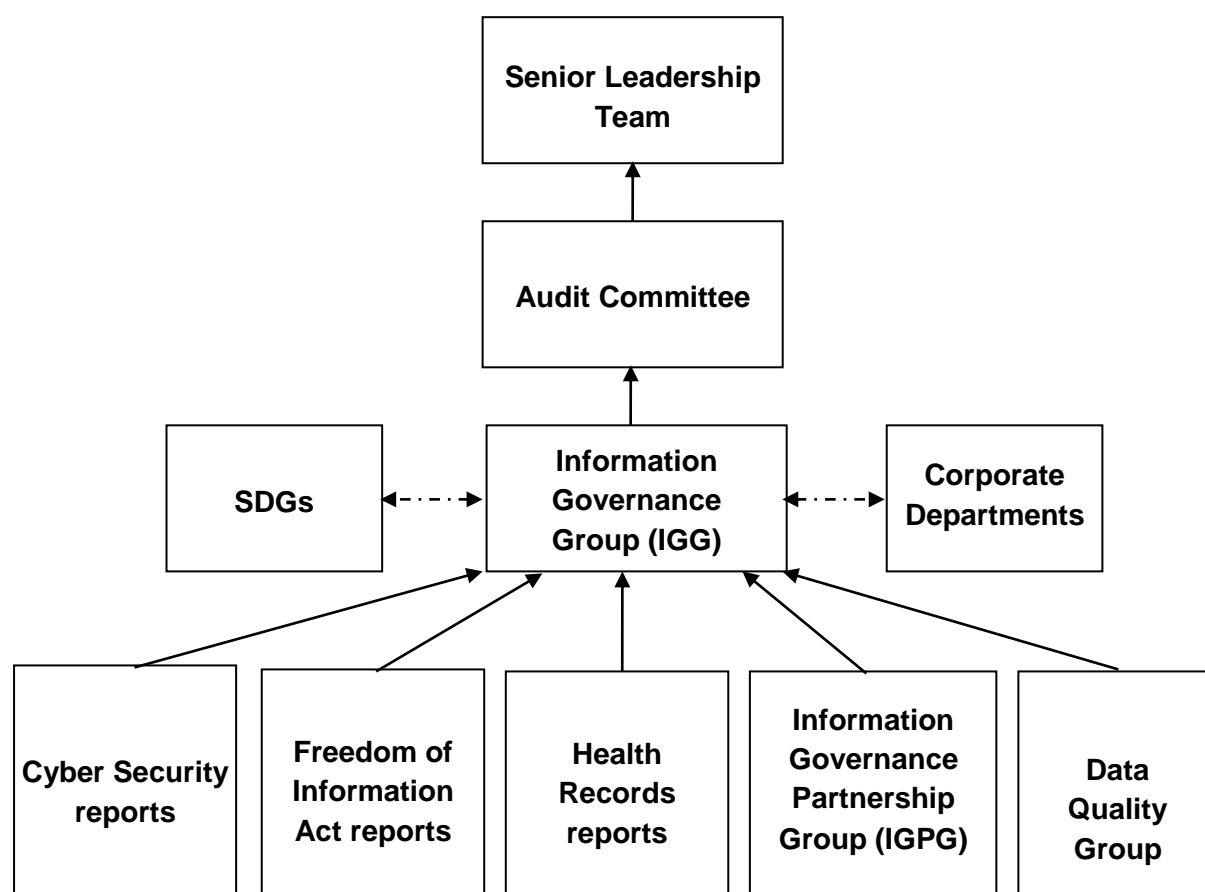 Senior Leadership
Team
Audit Committee
SDGs
Information
Governance
Group (IGG)
Corporate
Departments
Cyber Security
reports
Freedom of
Information
Act reports
Health
Records
reports
Information
Governance
Partnership
Group (IGPG)
Data
Quality
Group